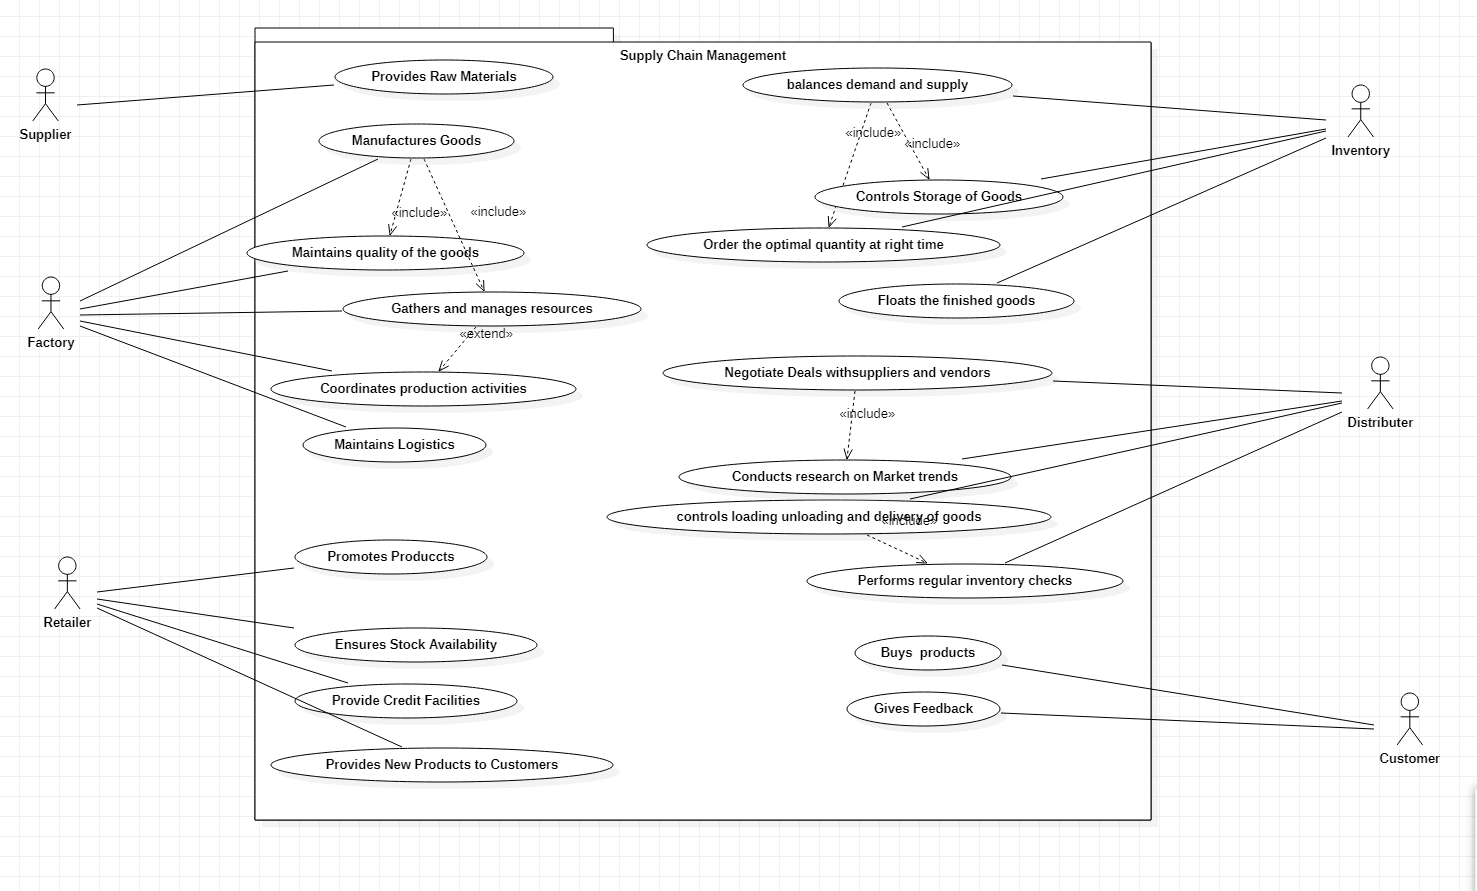 Supply Chain Management
Provides Raw Materials
balances demand and supply
Supplier
Manufactures Goods
«include»
«include»
Inventory
Controls Storage of Goods
«include»
«include»
Order the optimal quantity at right time
Maintains quality of the goods
Floats the finished goods
Gathers and manages resources
Factory
«extend»
Negotiate Deals withsuppliers and vendors
Coordinates production activities
«include»
Distributer
Maintains Logistics
Conducts research on Market trends
controls loading unloading and delivery of goods
«include»
Promotes Produccts
Performs regular inventory checks
Retailer
Ensures Stock Availability
Buys  products
Provide Credit Facilities
Gives Feedback
Customer
Provides New Products to Customers